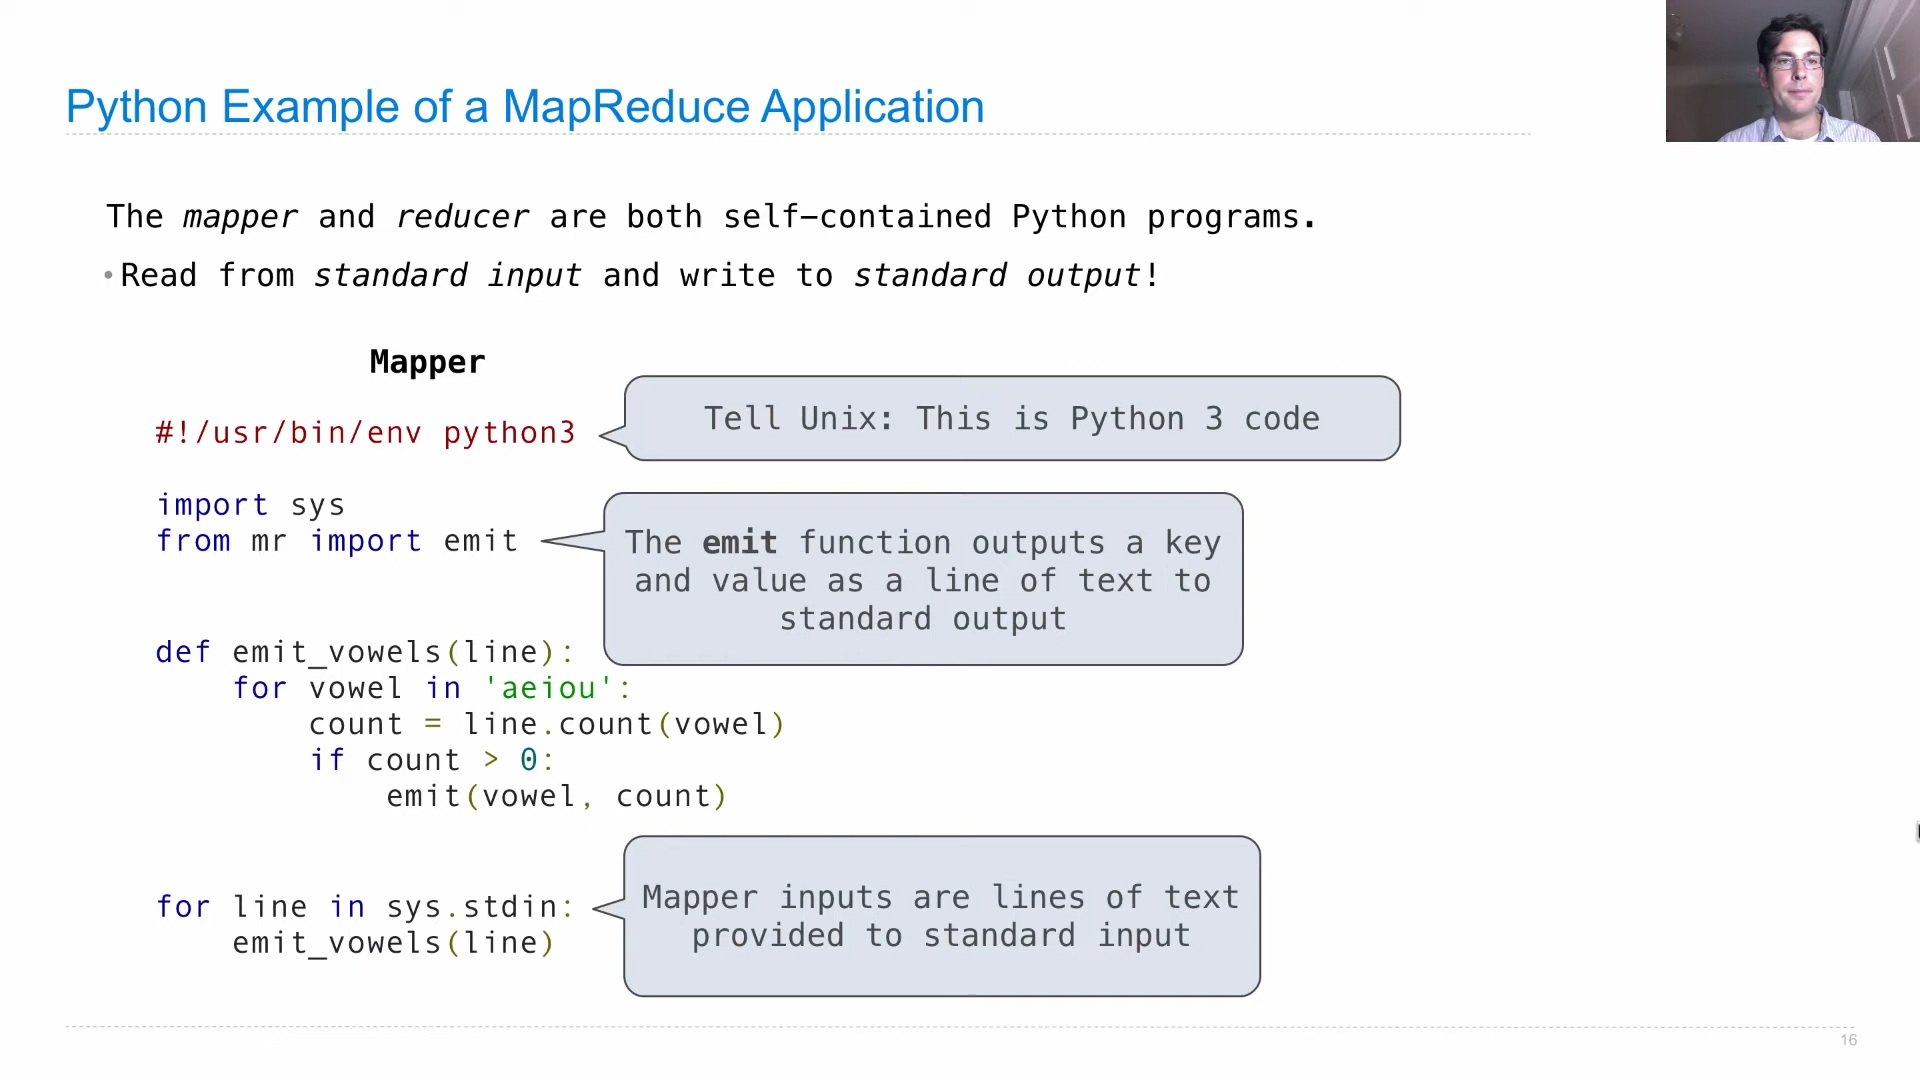 Python Example of a MapReduce Application
The mapper and reducer are both self-contained Python programs.
•Read from standard input and write to standard output!
Mapper
#!/usr/bin/env python3
Tell Unix: This is Python 3 code
import sys
from mr import emit
The emit function outputs a key
and value as a line of text to
standard output
def emit_vowels(line):
    for vowel in 'aeiou':
        count = line.count(vowel)
        if count > 0:
            emit(vowel, count)
for line in sys.stdin:
    emit_vowels(line)
Mapper inputs are lines of text
provided to standard input
16